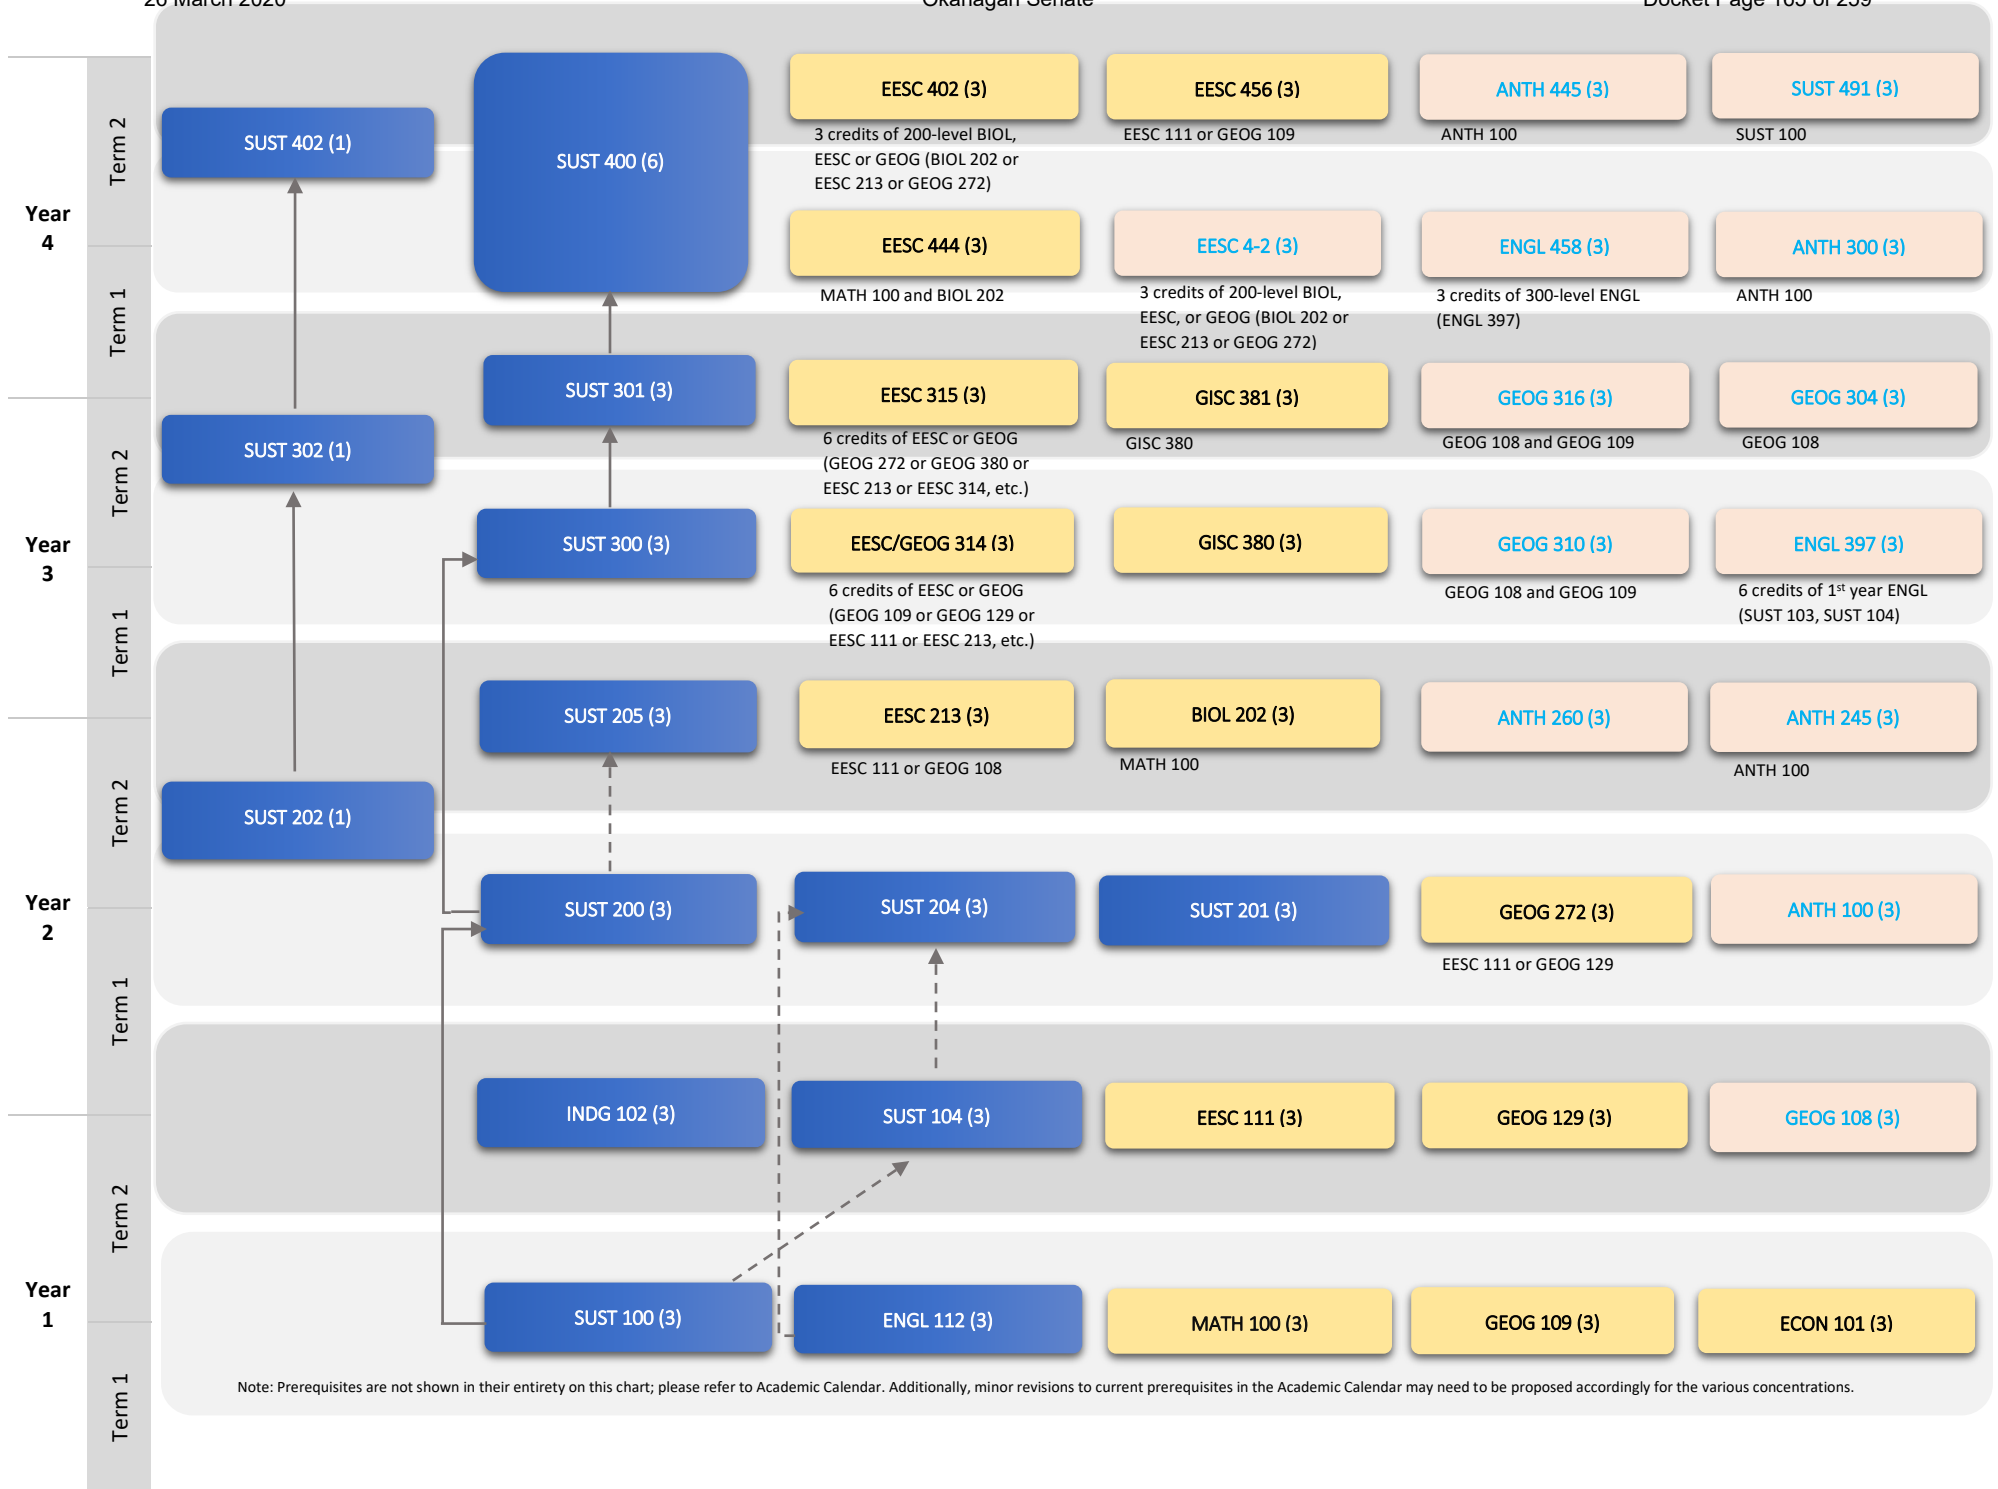 26 March 2020
Okanagan Senate
Docket Page 165 of 259
EESC 402 (3)
EESC 456 (3)
ANTH 445 (3)
SUST 491 (3)
Term 2
SUST 402 (1)
SUST 400 (6)
3 credits of 200-level BIOL,
EESC or GEOG (BIOL 202 or
EESC 213 or GEOG 272)
EESC 111 or GEOG 109
ANTH 100
SUST 100
Year
4
EESC 444 (3)
EESC 4-2 (3)
ENGL 458 (3)
ANTH 300 (3)
Term 1
MATH 100 and BIOL 202
3 credits of 200-level BIOL,
EESC, or GEOG (BIOL 202 or
EESC 213 or GEOG 272)
3 credits of 300-level ENGL
(ENGL 397)
ANTH 100
SUST 301 (3)
EESC 315 (3)
GISC 381 (3)
GEOG 316 (3)
GEOG 304 (3)
Term 2
SUST 302 (1)
6 credits of EESC or GEOG
(GEOG 272 or GEOG 380 or
EESC 213 or EESC 314, etc.)
GISC 380
GEOG 108 and GEOG 109
GEOG 108
Year
3
SUST 300 (3)
EESC/GEOG 314 (3)
GISC 380 (3)
GEOG 310 (3)
ENGL 397 (3)
Term 1
6 credits of EESC or GEOG
(GEOG 109 or GEOG 129 or
EESC 111 or EESC 213, etc.)
GEOG 108 and GEOG 109
6 credits of 1st year ENGL
(SUST 103, SUST 104)
SUST 205 (3)
EESC 213 (3)
BIOL 202 (3)
ANTH 260 (3)
ANTH 245 (3)
EESC 111 or GEOG 108
MATH 100
ANTH 100
Term 2
SUST 202 (1)
Year
2
SUST 200 (3)
SUST 204 (3)
SUST 201 (3)
GEOG 272 (3)
ANTH 100 (3)
EESC 111 or GEOG 129
Term 1
INDG 102 (3)
SUST 104 (3)
EESC 111 (3)
GEOG 129 (3)
GEOG 108 (3)
Term 2
Year
1
SUST 100 (3)
ENGL 112 (3)
MATH 100 (3)
GEOG 109 (3)
ECON 101 (3)
Term 1
Note: Prerequisites are not shown in their entirety on this chart; please refer to Academic Calendar. Additionally, minor revisions to current prerequisites in the Academic Calendar may need to be proposed accordingly for the various concentrations.